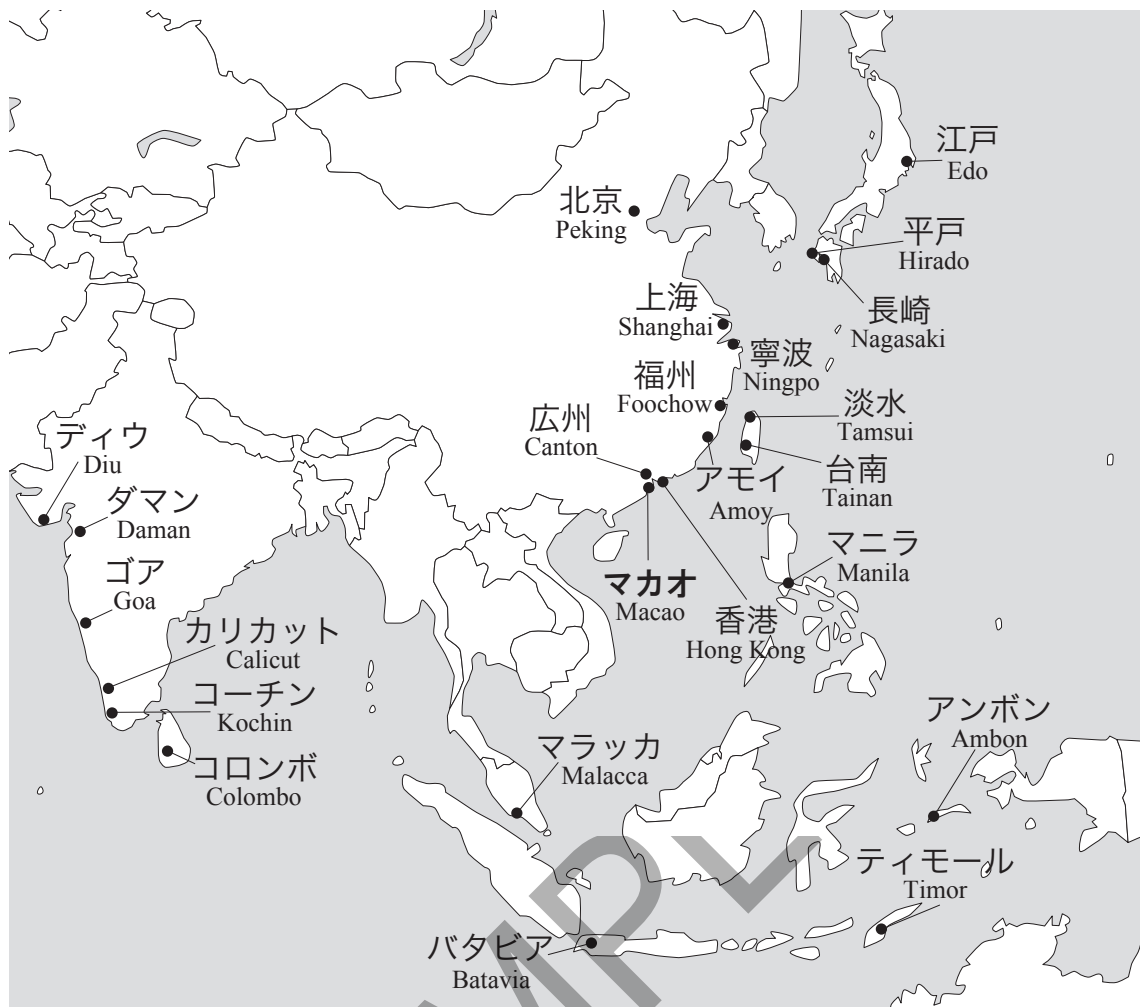 江戸
Edo
北京
Peking
平戸
Hirado
長崎
Nagasaki
上海
Shanghai
寧波
Ningpo
福州
Foochow
淡水
Tamsui
広州
Canton
台南
Tainan
アモイ
Amoy
ディウ
Diu
ダマン
Daman
マニラ
Manila
マカオ
Macao
ゴア
Goa
香港
Hong Kong
カリカット
Calicut
コーチン
Kochin
アンボン
Ambon
マラッカ
Malacca
コロンボ
Colombo
ティモール
Timor
バタビア
Batavia